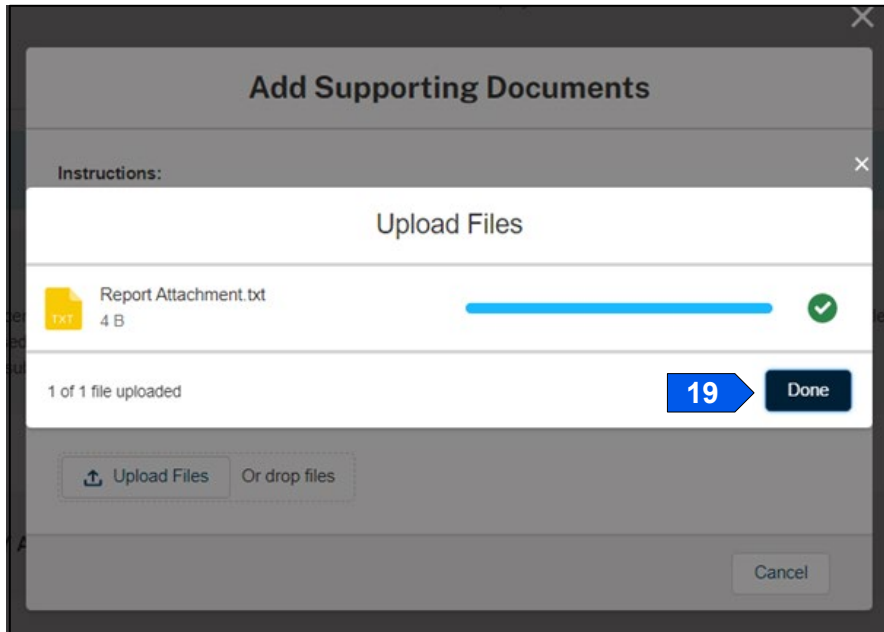 Add Supporting Documents
Instructions:
Upload Files
TXT
Report Attachment.txt
4 B
1 of 1 file uploaded
19
Done
Upload Files
Or drop files
Cancel